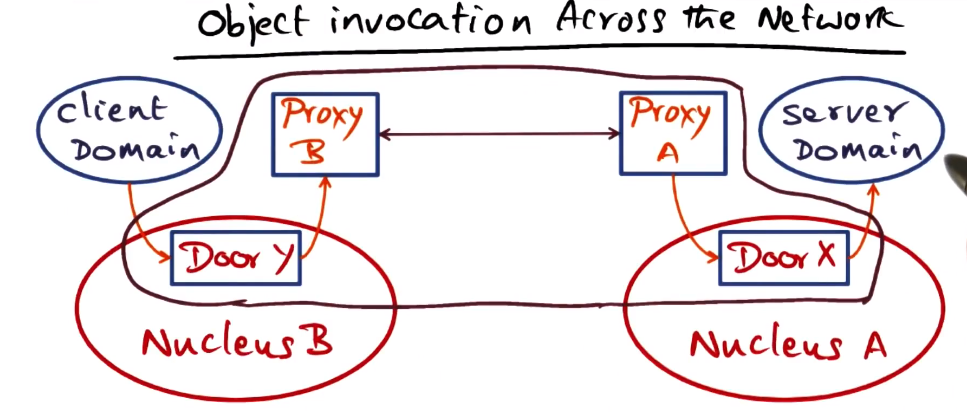 Object invocation Across the Network
client
Domain
Proxy
B
Proxy
A
server
Domain
Door Y
Door X
Nucleus B
Nucleus A